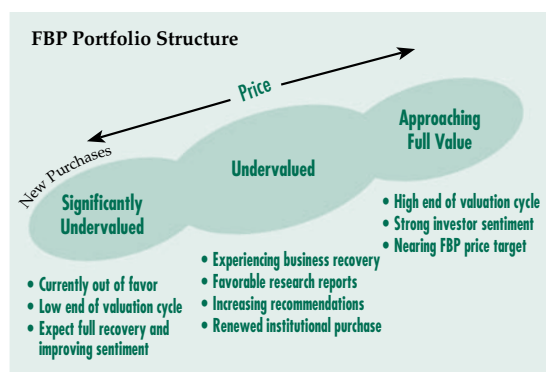 FBP Portfolio Structure
Price
New Purchases
Significantly
Undervalued
• Currently out of favor
• Low end of valuation cycle
• Expect full recovery and
improving sentiment
Undervalued
• Experiencing business recovery
• Favorable research reports
• Increasing recommendations
• Renewed institutional purchase
Approaching
Full Value
• High end of valuation cycle
• Strong investor sentiment
• Nearing FBP price target